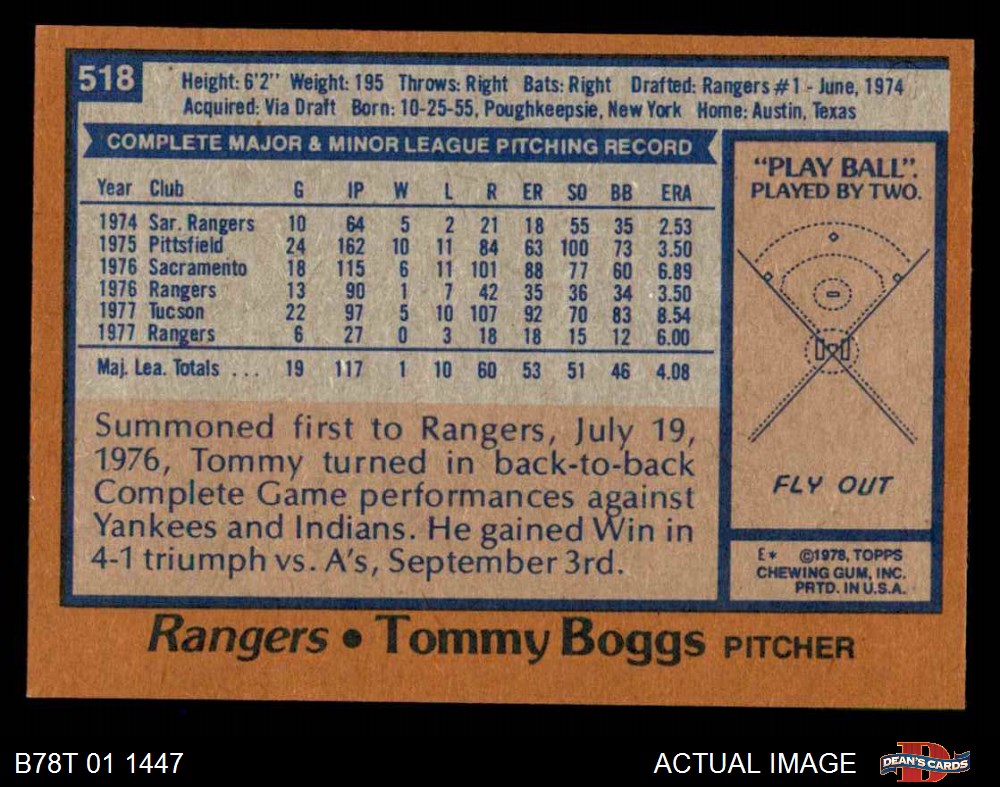 518
Height: 6'2" Weight: 195 Throws: Right Bats: Right Drafted: Rangers #1 - June, 1974
Acquired: Via Draft Born: 10-25-55, Poughkeepsie, New York Home: Austin, Texas
COMPLETE MAJOR & MINOR LEAGUE PITCHING RECORD
Year Club G IP W L R ER SO BB ERA
1974 Sar. Rangers 10 64 5 2 21 18 55 35 2.53
1975 Pittsfield 24 162 10 11 84 63 100 73 3.50
1976 Sacramento 18 115 6 11 101 88 77 60 6.89
1976 Rangers 13 90 1 7 42 35 36 34 3.50
1977 Tucson 22 97 5 10 107 92 70 83 8.54
1977 Rangers 6 27 0 3 18 18 15 12 6.00
Maj. Lea. Totals ... 19 117 1 10 60 53 51 46 4.08
Summoned first to Rangers, July 19,
1976, Tommy turned in back-to-back
Complete Game performances against
Yankees and Indians. He gained Win in
4-1 triumph vs. A's, September 3rd.
"PLAY BALL".
PLAYED BY TWO.
FLY OUT
E* ©1978, TOPPS
CHEWING GUM, INC.
PRTD. IN U.S.A.
Rangers • Tommy Boggs PITCHER
B78T 01 1447
ACTUAL IMAGE
D
DEAN'S CARDS